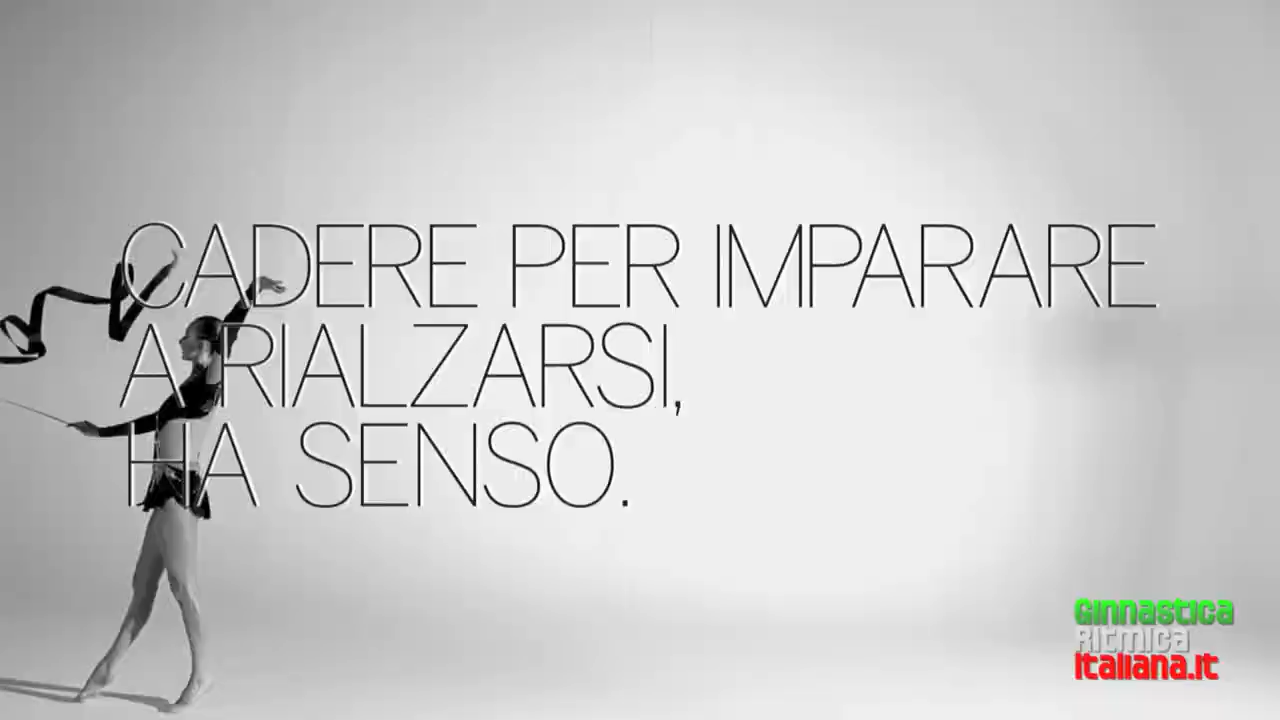 CADERE PER IMPARARE
A RIALZARSI,
HA SENSO.
Ginnastica
Ritmica
Italiana.it